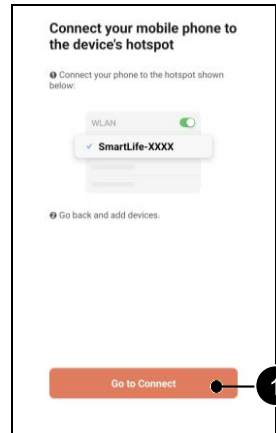 Connect your mobile phone to
the device's hotspot
❶ Connect your phone to the hotspot shown
below:
WLAN
SmartLife-XXXX
❷ Go back and add devices.
Go to Connect
1